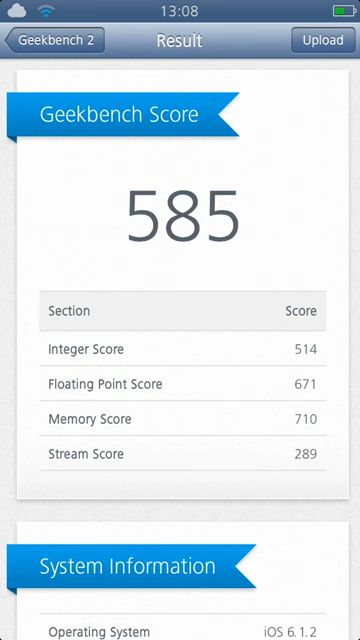 13:08
Geekbench 2
Result
Upload
Geekbench Score
585
Section Score
Integer Score 514
Floating Point Score 671
Memory Score 710
Stream Score 289
System Information
Operating System iOS 6.1.2